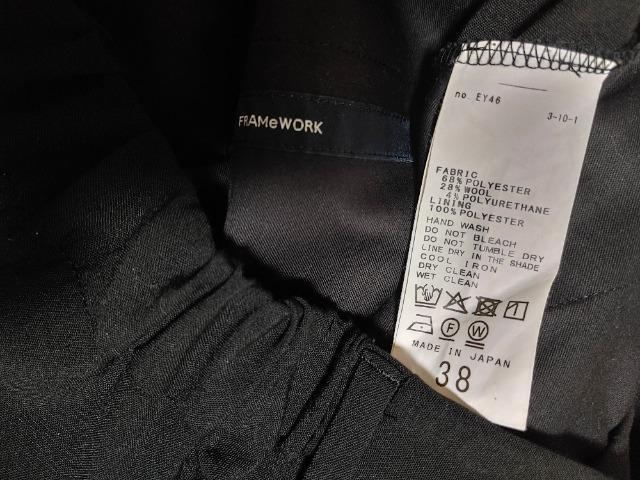 FRAMeWORK
no. EY46
3-10-1
FABRIC
68% POLYESTER
28% WOOL
4% POLYURETHANE
LINING
100% POLYESTER
HAND WASH
DO NOT BLEACH
DO NOT TUMBLE DRY
LINE DRY IN THE SHADE
COOL IRON
DRY CLEAN
WET CLEAN
F W
MADE IN JAPAN
38